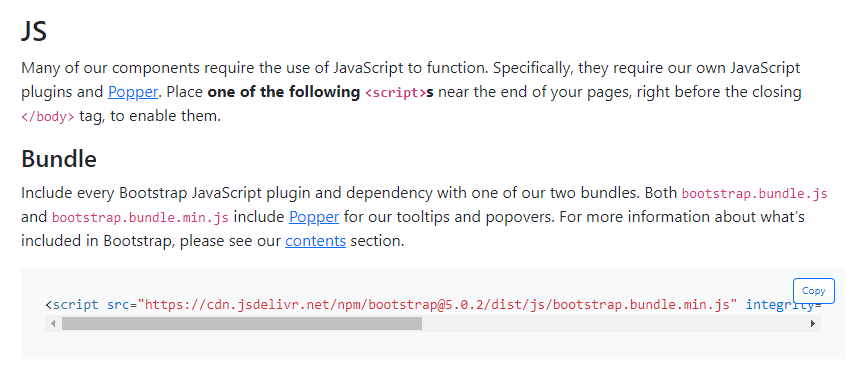 JS
Many of our components require the use of JavaScript to function. Specifically, they require our own JavaScript
plugins and Popper. Place one of the following <script>s near the end of your pages, right before the closing
</body> tag, to enable them.
Bundle
Include every Bootstrap JavaScript plugin and dependency with one of our two bundles. Both bootstrap.bundle.js
and bootstrap.bundle.min.js include Popper for our tooltips and popovers. For more information about what’s
included in Bootstrap, please see our contents section.
Copy
<script src="https://cdn.jsdelivr.net/npm/bootstrap@5.0.2/dist/js/bootstrap.bundle.min.js" integrity=